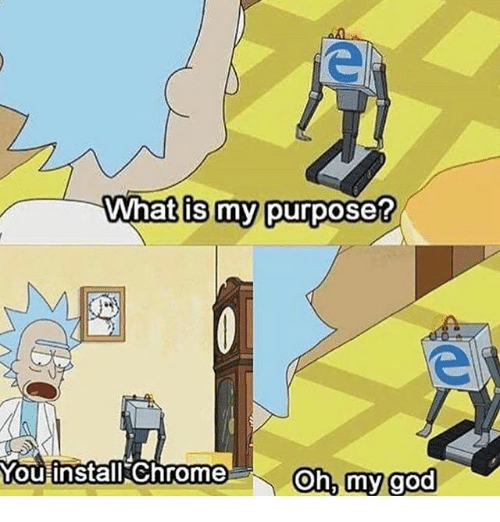 e
What is my purpose?
You install Chrome
e
Oh, my god